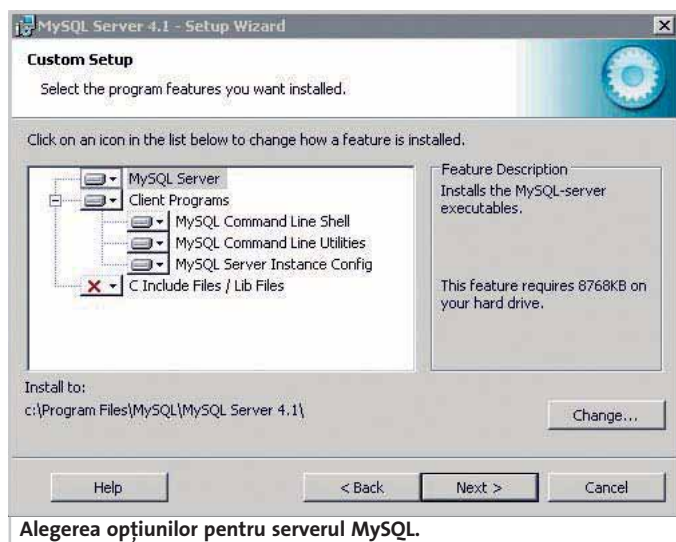 MySQL Server 4.1 - Setup Wizard
Custom Setup
Select the program features you want installed.
Click on an icon in the list below to change how a feature is installed.
MySQL Server
Client Programs
MySQL Command Line Shell
MySQL Command Line Utilities
MySQL Server Instance Config
C Include Files / Lib Files
Feature Description
Installs the MySQL-server
executables.
This feature requires 8768KB on
your hard drive.
Install to:
c:\Program Files\MySQL\MySQL Server 4.1\
Change...
Help
< Back
Next >
Cancel
Alegerea opțiunilor pentru serverul MySQL.